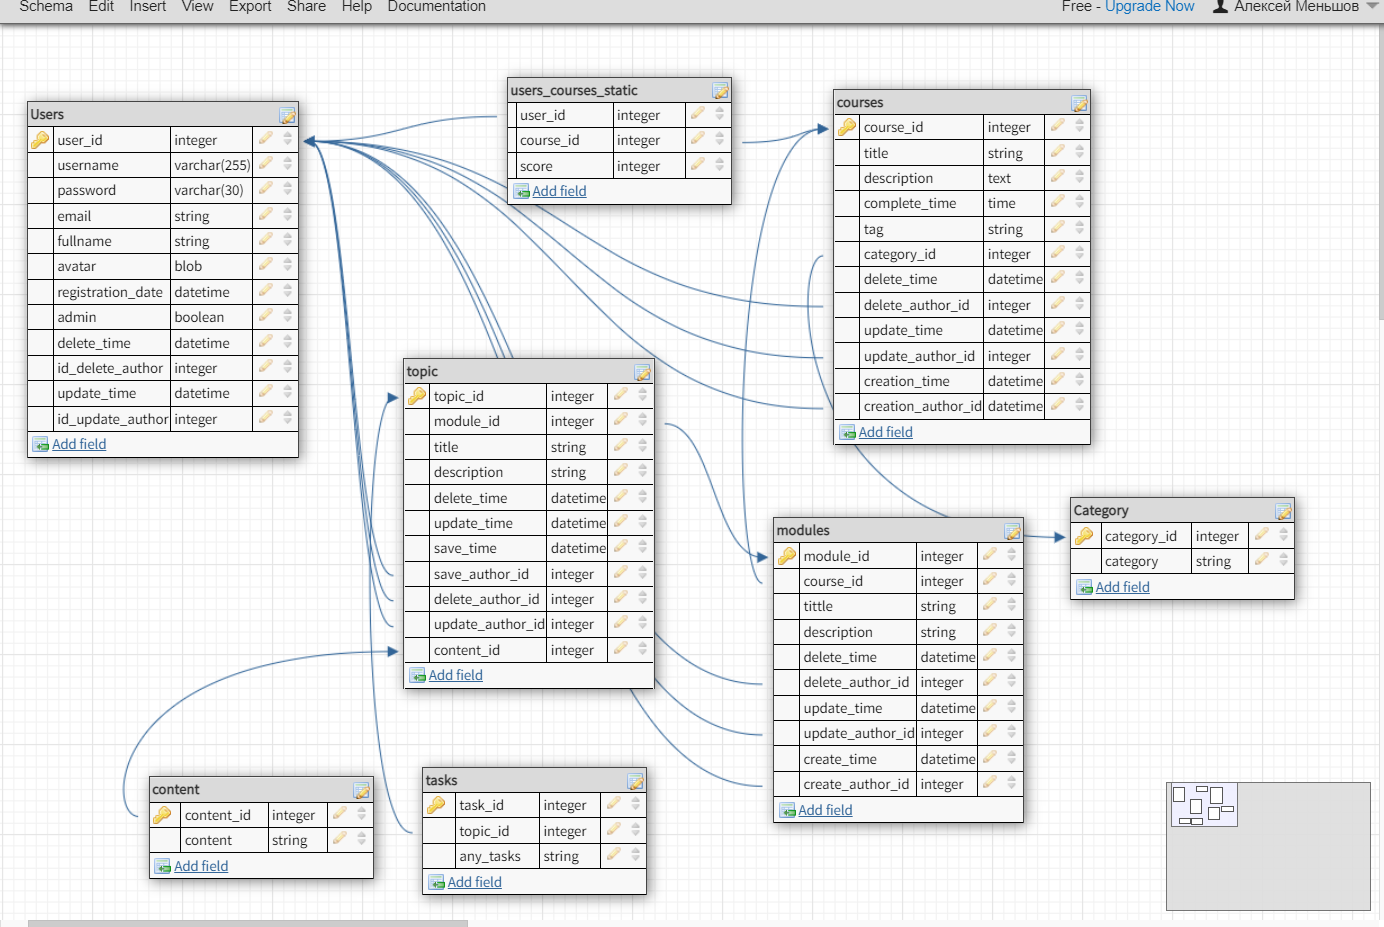 Schema Edit Insert View Export Share Help Documentation Free - Upgrade Now Алексей Меньшов
Users
user_id integer
username varchar(255)
password varchar(30)
email string
fullname string
avatar blob
registration_date datetime
admin boolean
delete_time datetime
id_delete_author integer
update_time datetime
id_update_author integer
Add field
users_courses_static
user_id integer
course_id integer
score integer
Add field
courses
course_id integer
title string
description text
complete_time time
tag string
category_id integer
delete_time datetime
delete_author_id integer
update_time datetime
update_author_id integer
creation_time datetime
creation_author_id datetime
Add field
topic
topic_id integer
module_id integer
title string
description string
delete_time datetime
update_time datetime
save_time datetime
save_author_id integer
delete_author_id integer
update_author_id integer
content_id integer
Add field
modules
module_id integer
course_id integer
tittle string
description string
delete_time datetime
delete_author_id integer
update_time datetime
update_author_id integer
create_time datetime
create_author_id integer
Add field
Category
category_id integer
category string
Add field
content
content_id integer
content string
Add field
tasks
task_id integer
topic_id integer
any_tasks string
Add field